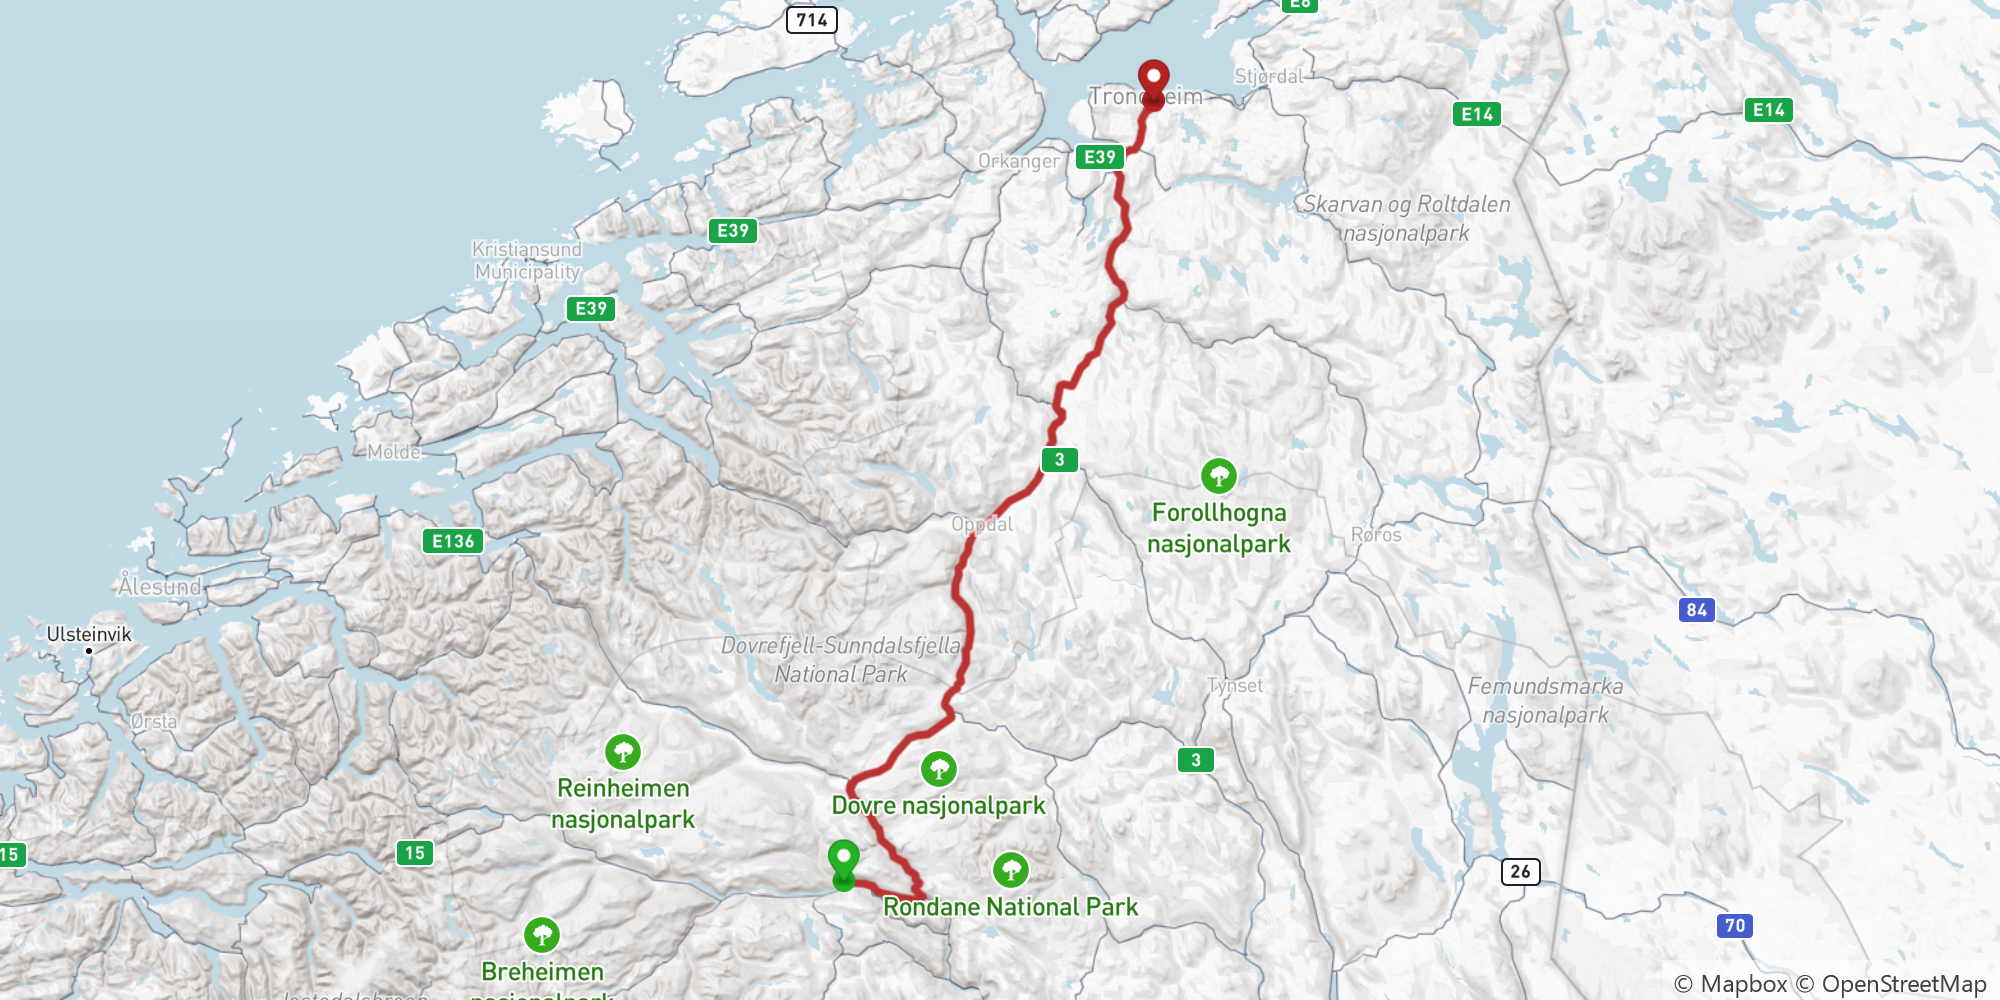 E6
714
Trondheim
Stjørdal
E14
E14
Orkanger
E39
Skarvan og Roltdalen
nasjonalpark
E39
Kristiansund
Municipality
E39
Molde
3
Forollhogna
nasjonalpark
Oppdal
Røros
E136
Ålesund
84
Ulsteinvik
Dovrefjell-Sunndalsfjella
National Park
Tynset
Femundsmarka
nasjonalpark
Ørsta
3
Reinheimen
nasjonalpark
Dovre nasjonalpark
15
15
26
Rondane National Park
70
Breheimen
nasjonalpark
Jostedalsbreen
© Mapbox © OpenStreetMap